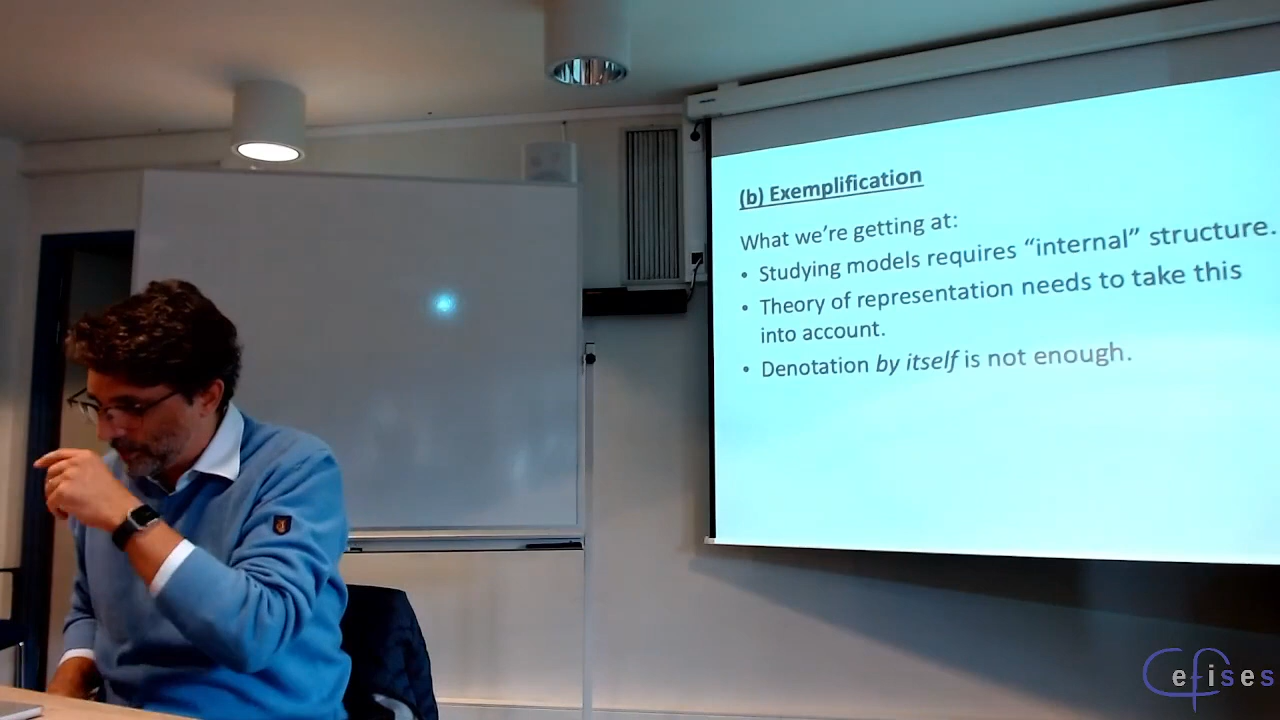 (b) Exemplification
What we're getting at:
• Studying models requires “internal” structure.
• Theory of representation needs to take this
into account.
• Denotation by itself is not enough.
Cefises